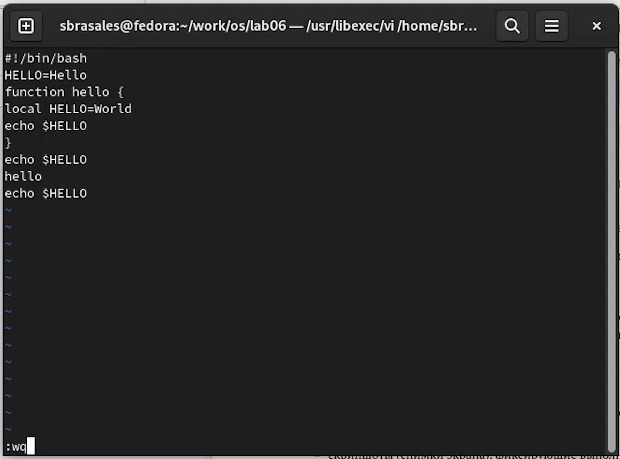 sbrasales@fedora:~/work/os/lab06 — /usr/libexec/vi /home/sbr...
#!/bin/bash
HELLO=Hello
function hello {
local HELLO=World
echo $HELLO
}
echo $HELLO
hello
echo $HELLO
~
~
~
~
~
~
~
~
~
~
~
~
~
~
:wq